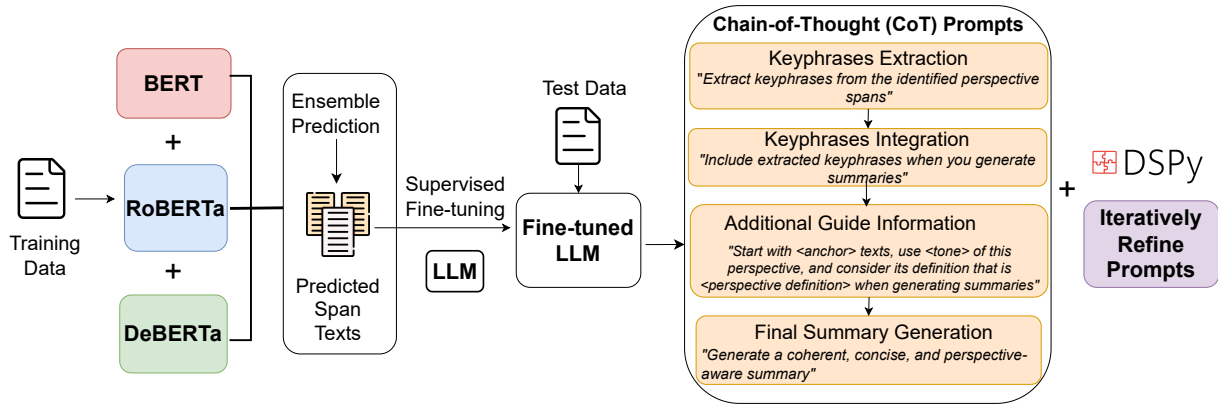 Training
Data
BERT
+
RoBERTa
+
DeBERTa
Ensemble
Prediction
Predicted
Span
Texts
Supervised
Fine-tuning
LLM
Test Data
Fine-tuned
LLM
Chain-of-Thought (CoT) Prompts
Keyphrases Extraction
"Extract keyphrases from the identified perspective
spans"
Keyphrases Integration
"Include extracted keyphrases when you generate
summaries"
Additional Guide Information
"Start with <anchor> texts, use <tone> of this
perspective, and consider its definition that is
<perspective definition> when generating summaries"
Final Summary Generation
"Generate a coherent, concise, and perspective-
aware summary"
+
DSPy
Iteratively
Refine
Prompts